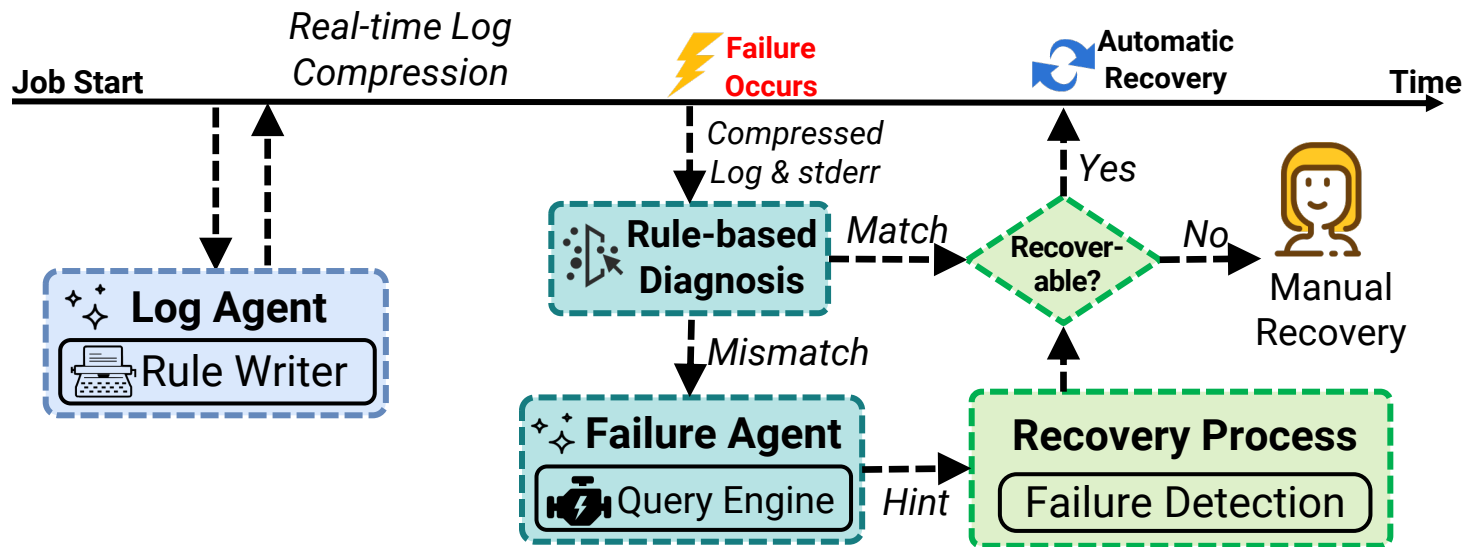 Real-time Log
Compression
Failure
Occurs
Automatic
Recovery
Job Start
Time
Compressed
Log & stderr
Yes
Rule-based
Diagnosis
Match
Recover-
able?
No
Manual
Recovery
Log Agent
Rule Writer
Mismatch
Failure Agent
Query Engine
Hint
Recovery Process
Failure Detection